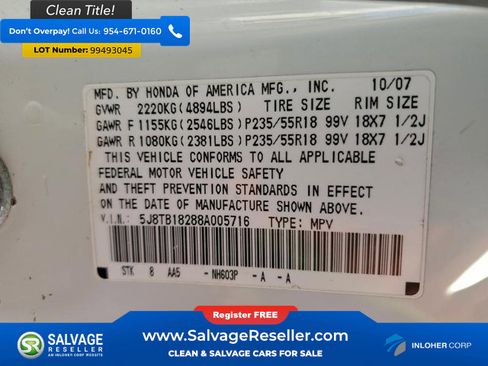 Clean Title!
Don't Overpay! Call Us: 954-671-0160
LOT Number: 99493045
MFD. BY HONDA OF AMERICA MFG., INC. 10/07
GVWR 2220KG(4894LBS) TIRE SIZE RIM SIZE
GAWR F 1155KG(2546LBS) P235/55R18 99V 18X7 1/2J
GAWR R 1080KG(2381LBS) P235/55R18 99V 18X7 1/2J
THIS VEHICLE CONFORMS TO ALL APPLICABLE
FEDERAL MOTOR VEHICLE SAFETY
AND THEFT PREVENTION STANDARDS IN EFFECT
ON THE DATE OF MANUFACTURE SHOWN ABOVE.
V.I.N.: 5J8TB18288A005716 TYPE: MPV
STK 8 AA5 -NH603P -A -A
Register FREE!
SALVAGE
RESELLER
AN INLOHER CORP WEBSITE
www.SalvageReseller.com
CLEAN & SALVAGE CARS FOR SALE
INLOHER CORP